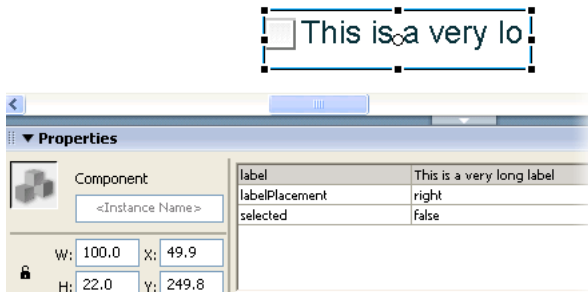 This is a very lo
Properties
Component
<Instance Name>
label This is a very long label
labelPlacement right
selected false
W: 100.0 X: 49.9
H: 22.0 Y: 249.8